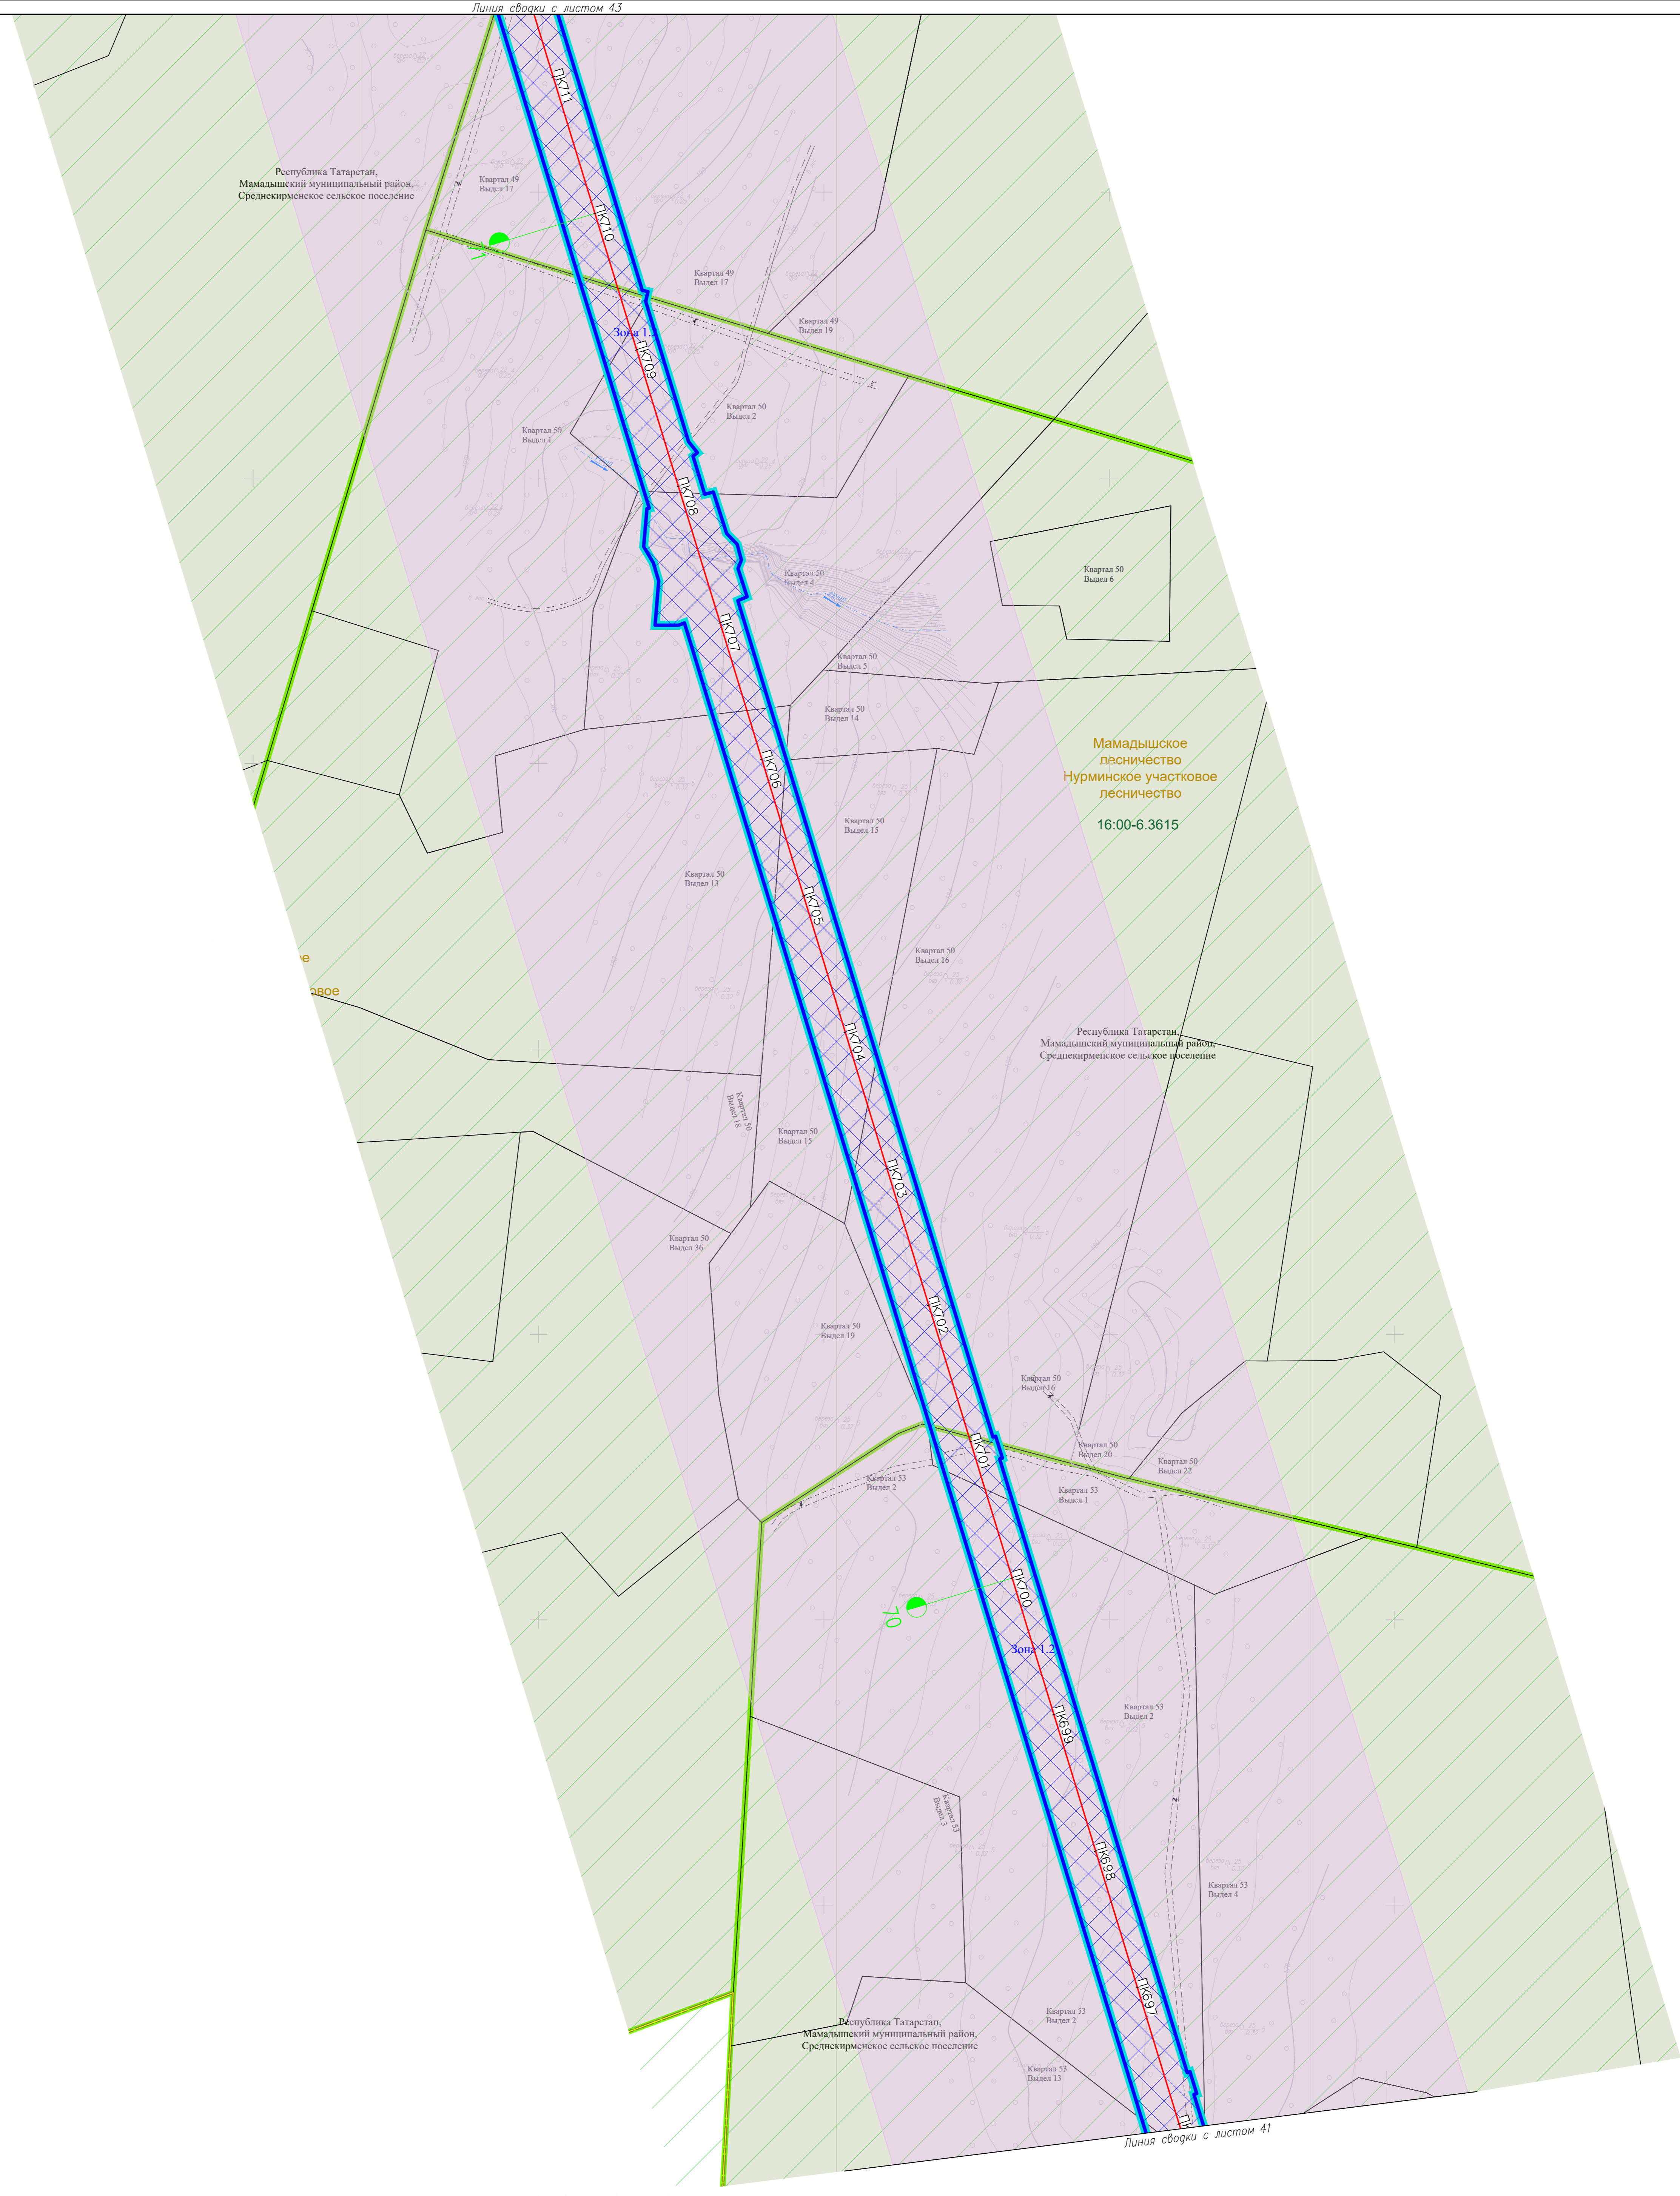 Линия сводки с листом 43
ПК711
Республика Татарстан,
Мамадышский муниципальный район,
Среднекирменское сельское поселение
Квартал 49
Выдел 17
ПК710
71
Квартал 49
Выдел 17
Квартал 49
Выдел 19
Зона 1.
ПК709
Квартал 50
Выдел 2
Квартал 50
Выдел 1
ПК708
Квартал 50
Выдел 4
Квартал 50
Выдел 6
ПК707
Квартал 50
Выдел 5
Квартал 50
Выдел 14
Мамадышское
лесничество
Нурминское участковое
лесничество
16:00-6.3615
ПК706
Квартал 50
Выдел 15
Квартал 50
Выдел 13
ПК705
Квартал 50
Выдел 16
е
овое
ПК704
Республика Татарстан,
Мамадышский муниципальный район,
Среднекирменское сельское поселение
Квартал 50
Выдел 18
Квартал 50
Выдел 15
ПК703
Квартал 50
Выдел 36
ПК702
Квартал 50
Выдел 19
Квартал 50
Выдел 16
ПК701
Квартал 50
Выдел 20
Квартал 50
Выдел 22
Квартал 53
Выдел 2
Квартал 53
Выдел 1
ПК700
70
Зона 1.2
ПК699
Квартал 53
Выдел 2
Квартал 53
Выдел 3
ПК698
Квартал 53
Выдел 4
ПК697
Квартал 53
Выдел 2
Республика Татарстан,
Мамадышский муниципальный район,
Среднекирменское сельское поселение
Квартал 53
Выдел 13
ПК
Линия сводки с листом 41